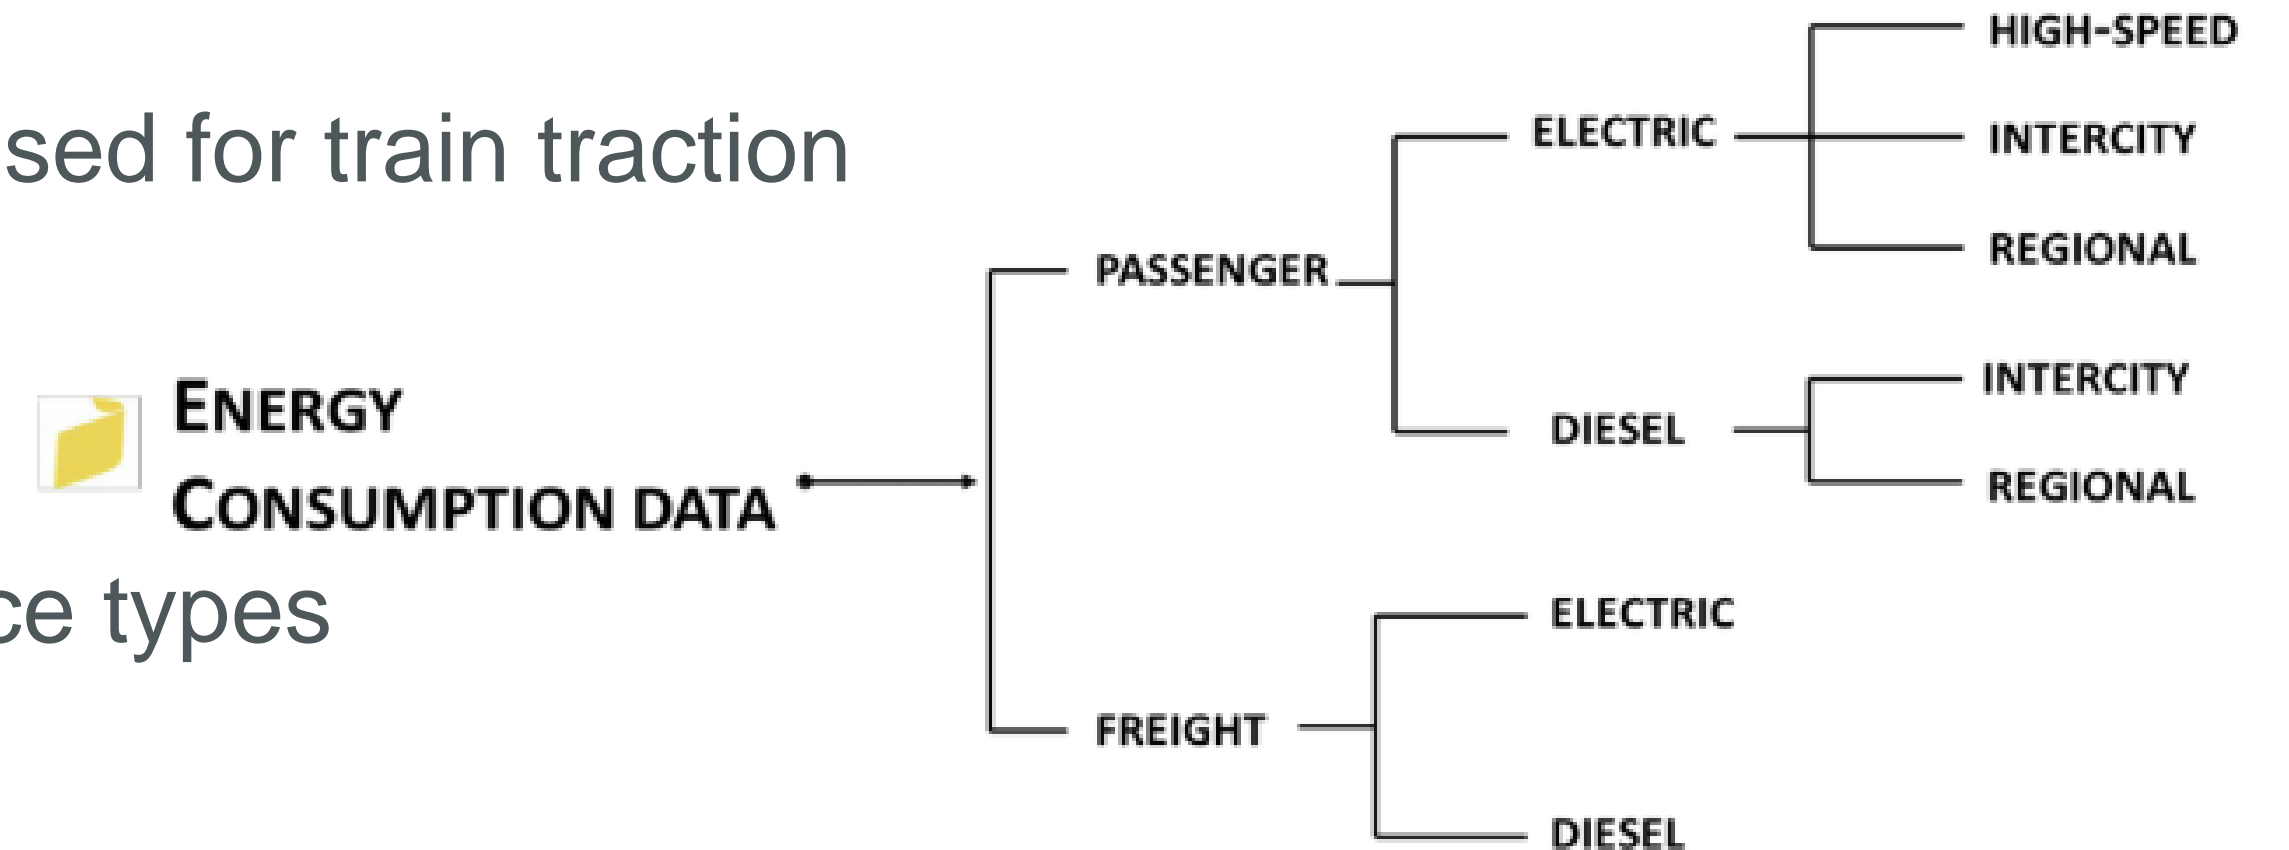 sed for train traction
ENERGY
CONSUMPTION DATA
ce types
PASSENGER
ELECTRIC
HIGH-SPEED
INTERCITY
REGIONAL
DIESEL
INTERCITY
REGIONAL
FREIGHT
ELECTRIC
DIESEL